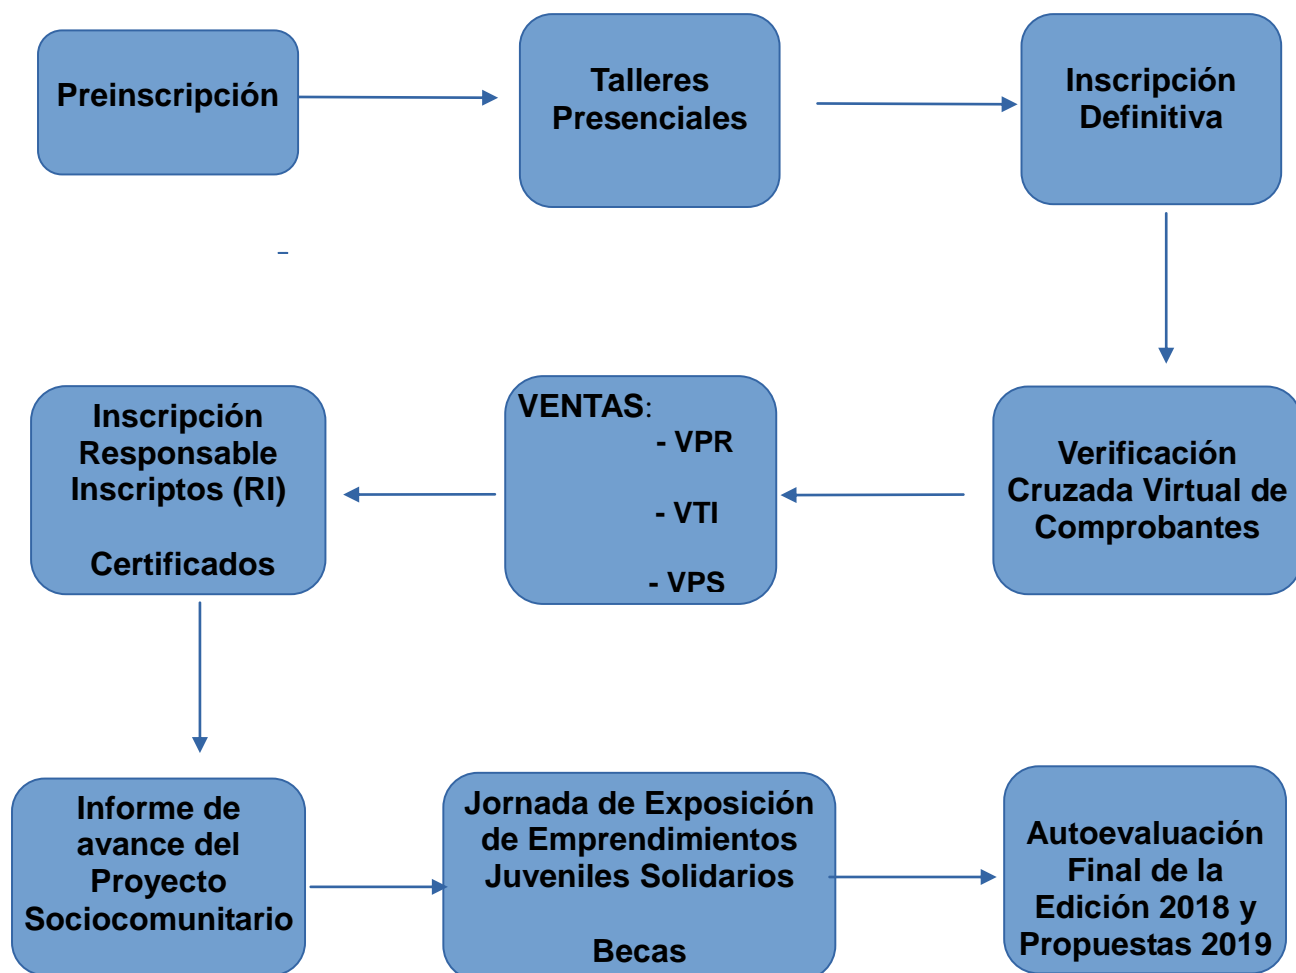 Preinscripción
Talleres
Presenciales
Inscripción
Definitiva
Verificación
Cruzada Virtual de
Comprobantes
VENTAS:
- VPR
- VTI
- VPS
Inscripción
Responsable
Inscriptos (RI)
Certificados
Informe de
avance del
Proyecto
Sociocomunitario
Jornada de Exposición
de Emprendimientos
Juveniles Solidarios
Becas
Autoevaluación
Final de la
Edición 2018 y
Propuestas 2019